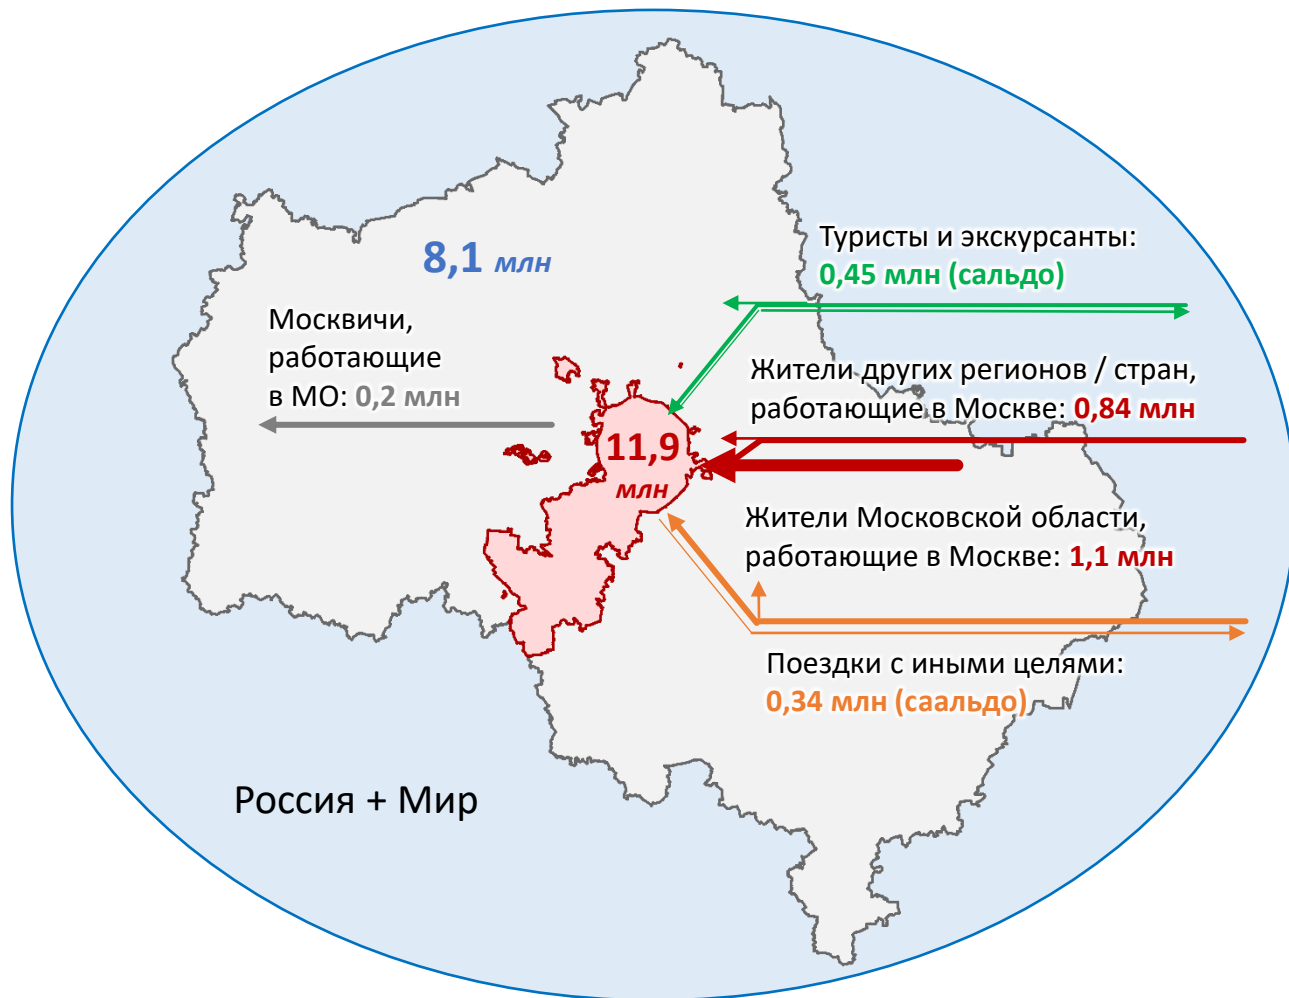 8,1 млн
Туристы и экскурсанты:
0,45 млн (сальдо)
Москвичи,
работающие
в МО: 0,2 млн
Жители других регионов / стран,
работающие в Москве: 0,84 млн
11,9
млн
Жители Московской области,
работающие в Москве: 1,1 млн
Поездки с иными целями:
0,34 млн (саальдо)
Россия + Мир